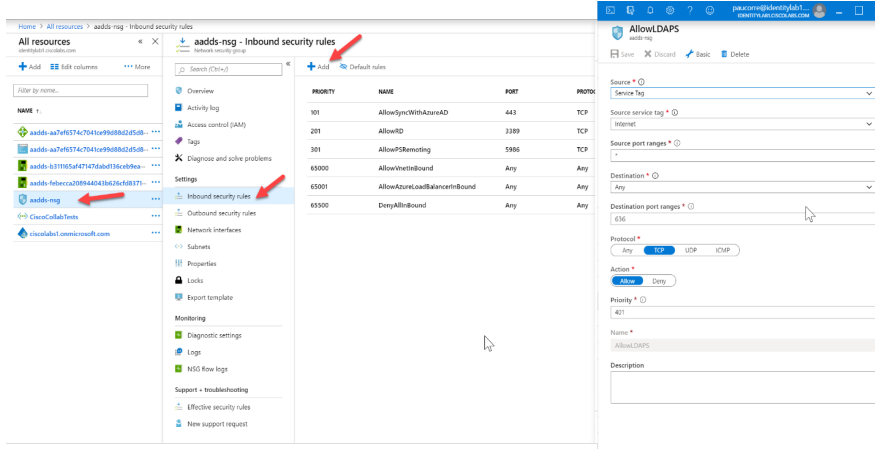 Home > All resources > aadds-nsg - Inbound security rules
All resources
identitylab1.ciscolabs.com
Add Edit columns ··· More
Filter by name...
NAME
aadds-aa7ef6574c7041ce99d88d2d5d8-- ···
aadds-aa7ef6574c7041ce99d88d2d5d8-- ···
aadds-b311f65af47147dabd136ceb9ea-- ···
aadds-febecca208944043b626cfd8371-- ···
aadds-nsg ···
CiscoCollabTests ···
ciscolabs1.onmicrosoft.com ···
aadds-nsg - Inbound security rules
Network security group
Search (Ctrl+/)
Overview
Activity log
Access control (IAM)
Tags
Diagnose and solve problems
Settings
Inbound security rules
Outbound security rules
Network interfaces
Subnets
Properties
Locks
Export template
Monitoring
Diagnostic settings
Logs
NSG flow logs
Support + troubleshooting
Effective security rules
New support request
Add Default rules
PRIORITY NAME PORT PROTOC
101 AllowSyncWithAzureAD 443 TCP
201 AllowRD 3389 TCP
301 AllowPSRemoting 5986 TCP
65000 AllowVnetInBound Any Any
65001 AllowAzureLoadBalancerInBound Any Any
65500 DenyAllInBound Any Any
paucorre@identitylab1...
IDENTITYLAB1.CISCOLABS.COM
AllowLDAPS
aadds-nsg
Save Discard Basic Delete
Source *
Service Tag
Source service tag *
Internet
Source port ranges *
*
Destination *
Any
Destination port ranges *
636
Protocol *
Any TCP UDP ICMP
Action *
Allow Deny
Priority *
401
Name *
AllowLDAPS
Description